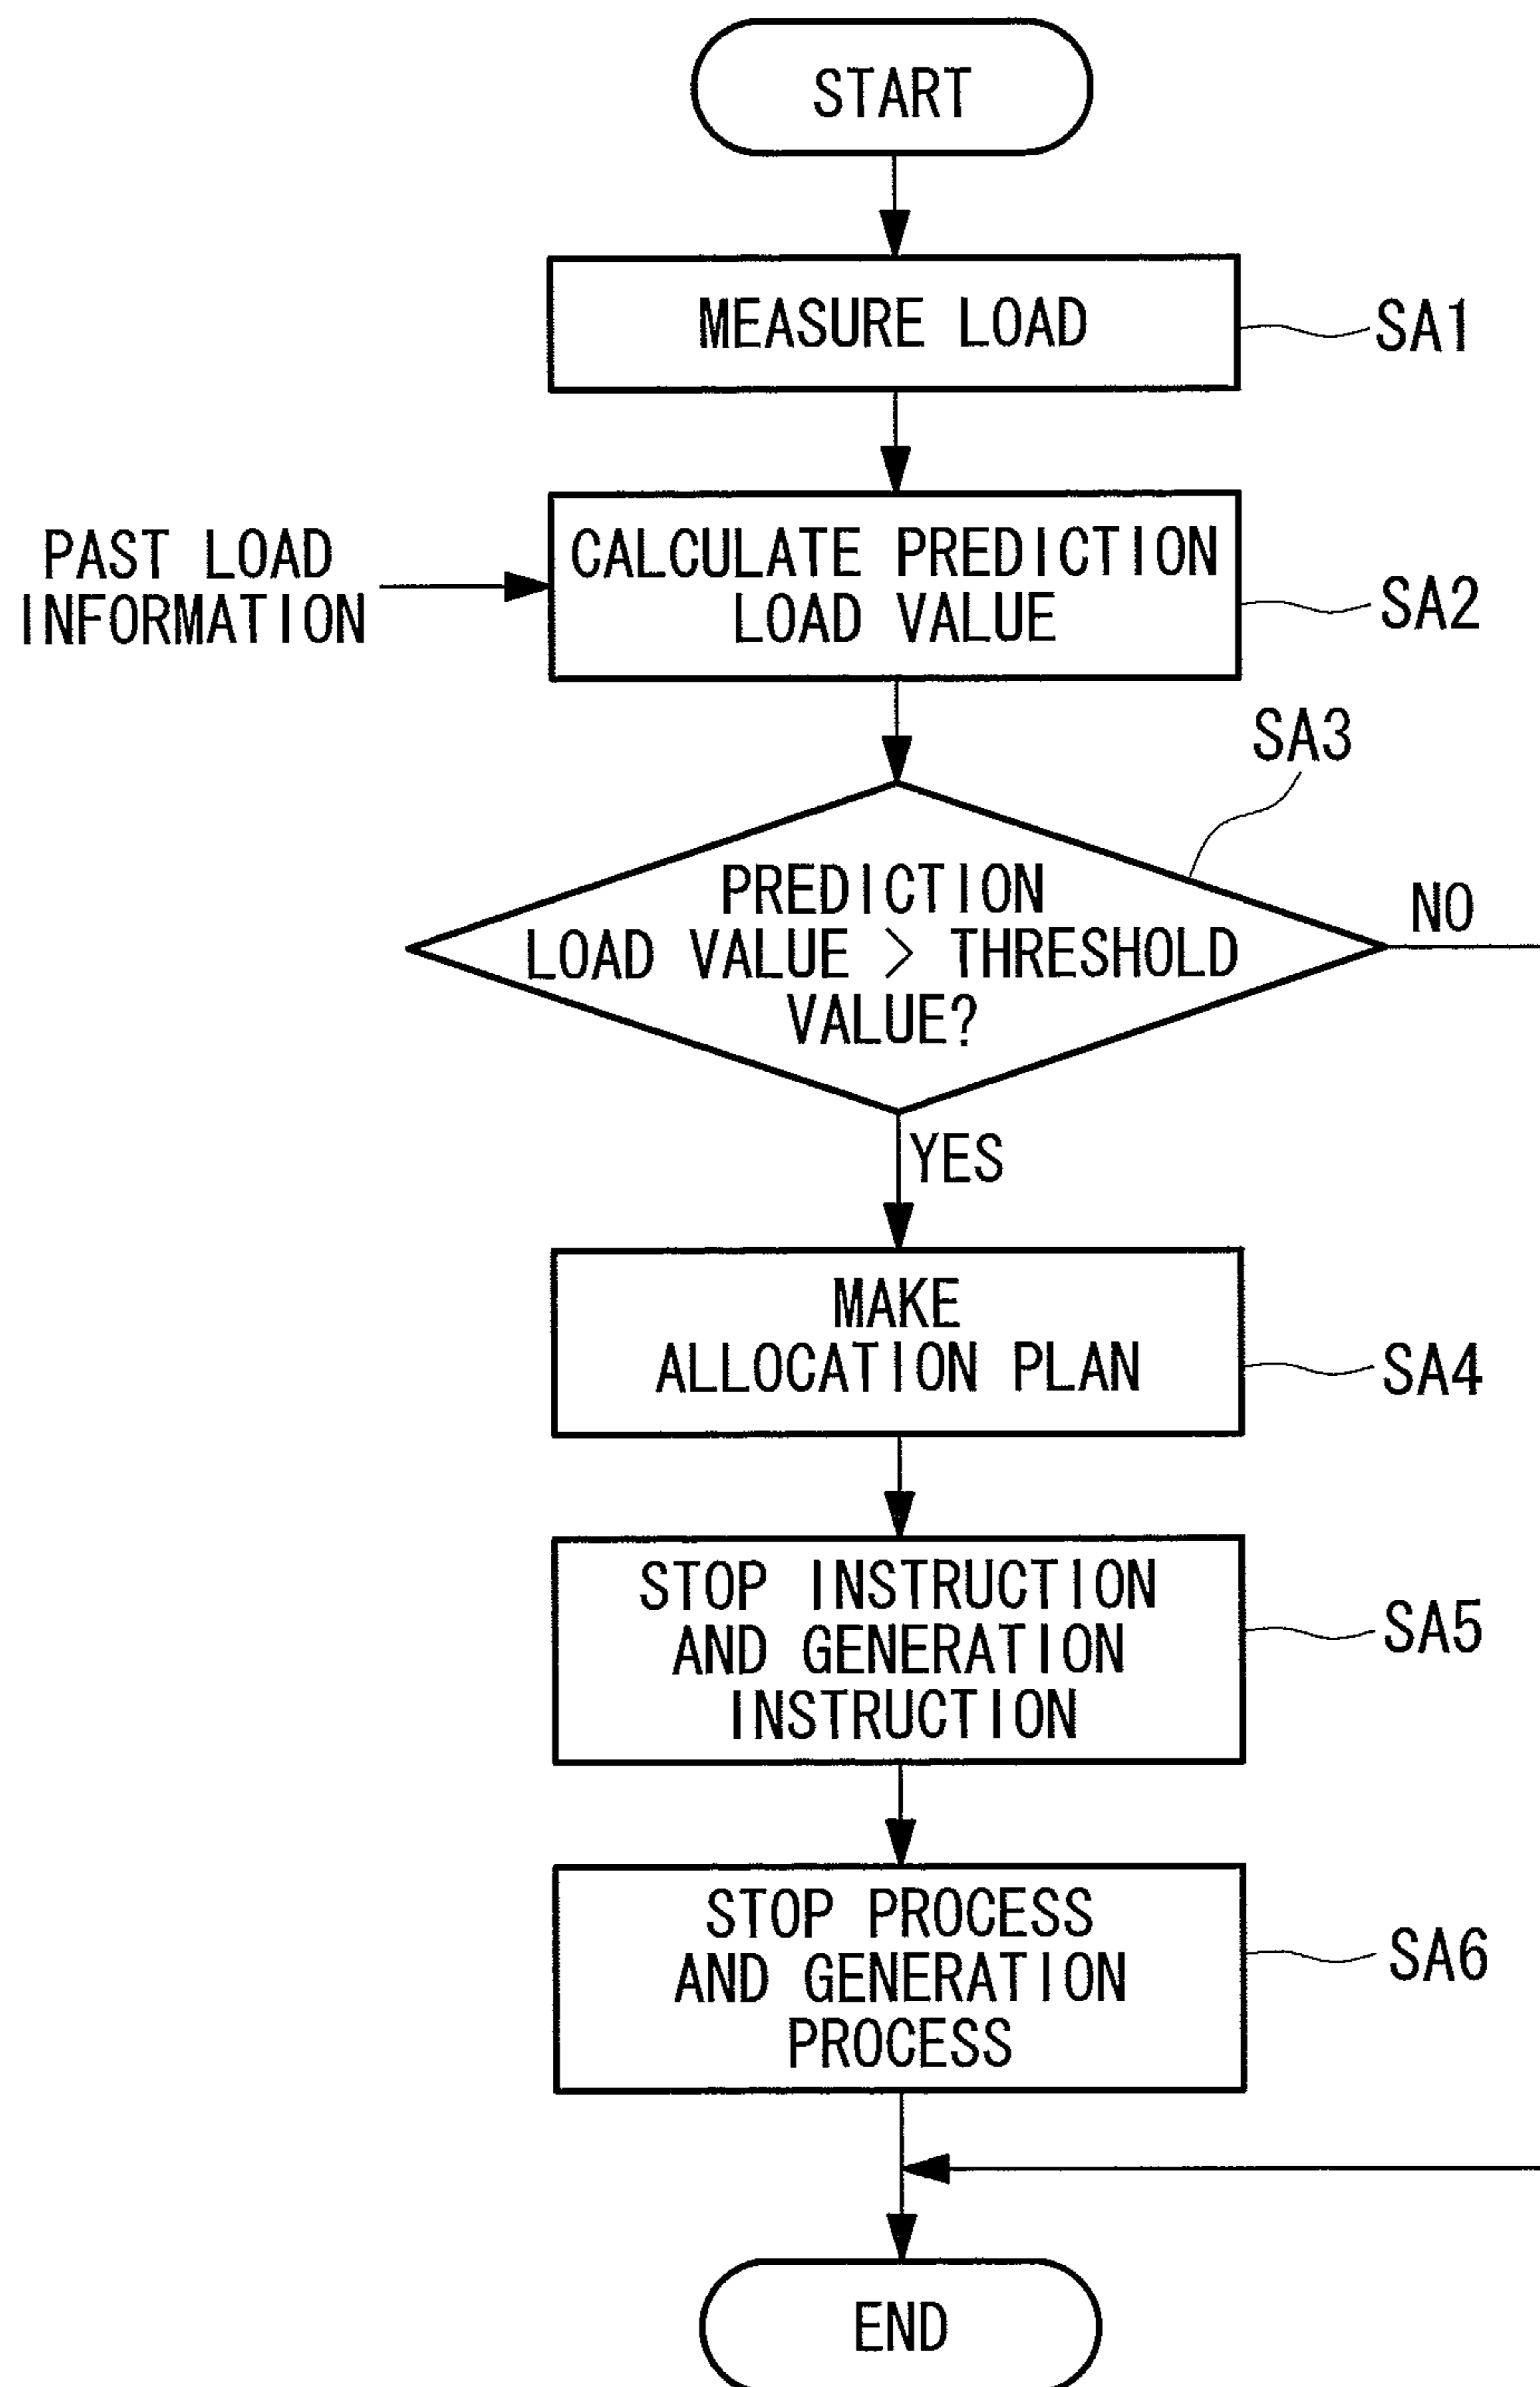 START
MEASURE LOAD
SA1
PAST LOAD
INFORMATION
CALCULATE PREDICTION
LOAD VALUE
SA2
SA3
PREDICTION
LOAD VALUE > THRESHOLD
VALUE?
NO
YES
MAKE
ALLOCATION PLAN
SA4
STOP INSTRUCTION
AND GENERATION
INSTRUCTION
SA5
STOP PROCESS
AND GENERATION
PROCESS
SA6
END